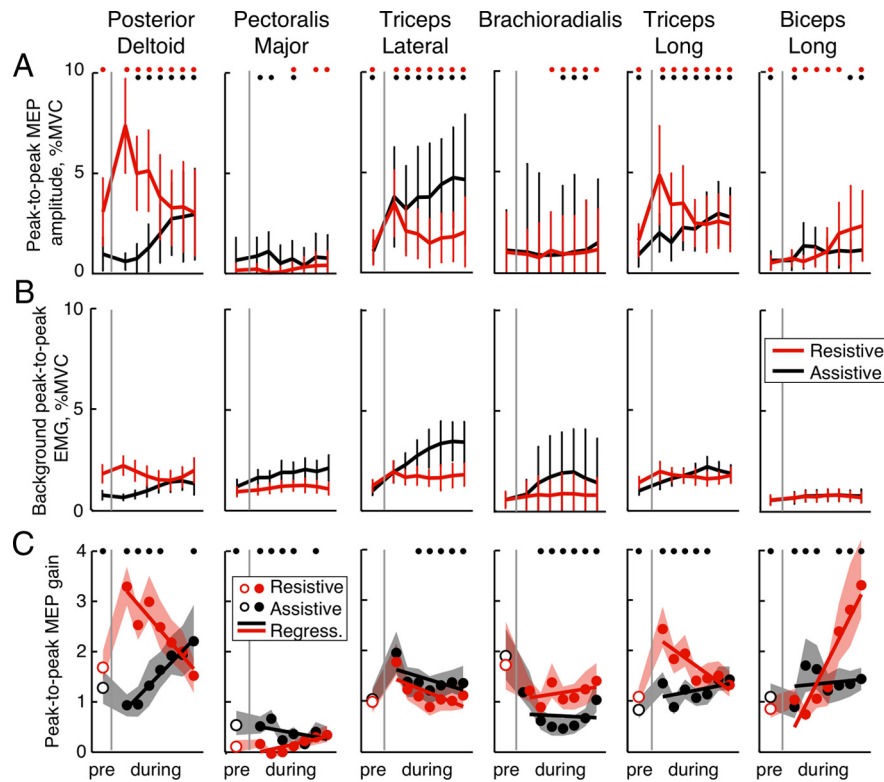 Posterior Deltoid
Pectoralis Major
Triceps Lateral
Brachioradialis
Triceps Long
Biceps Long
A
Peak-to-peak MEP
amplitude, %MVC
10
5
0
B
Background peak-to-peak
EMG, %MVC
10
5
0
Resistive
Assistive
C
Peak-to-peak MEP gain
4
3
2
1
0
Resistive
Assistive
Regress.
pre during
pre during
pre during
pre during
pre during
pre during